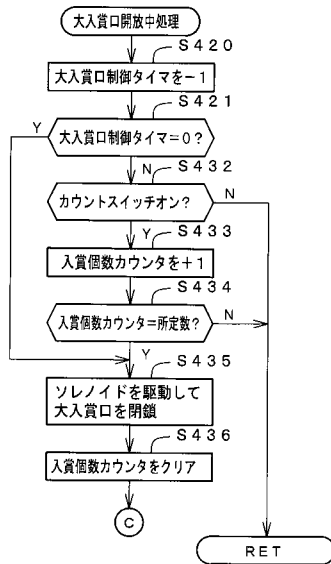 大入賞口開放中処理
S420
大入賞口制御タイマを−1
S421
Y
大入賞口制御タイマ=0?
N
S432
カウントスイッチオン?
N
Y
S433
入賞個数カウンタを+1
S434
入賞個数カウンタ=所定数?
N
Y
S435
ソレノイドを駆動して
大入賞口を閉鎖
S436
入賞個数カウンタをクリア
C
RET